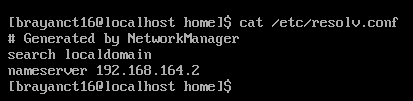 [brayanct16@localhost home]$ cat /etc/resolv.conf
# Generated by NetworkManager
search localdomain
nameserver 192.168.164.2
[brayanct16@localhost home]$